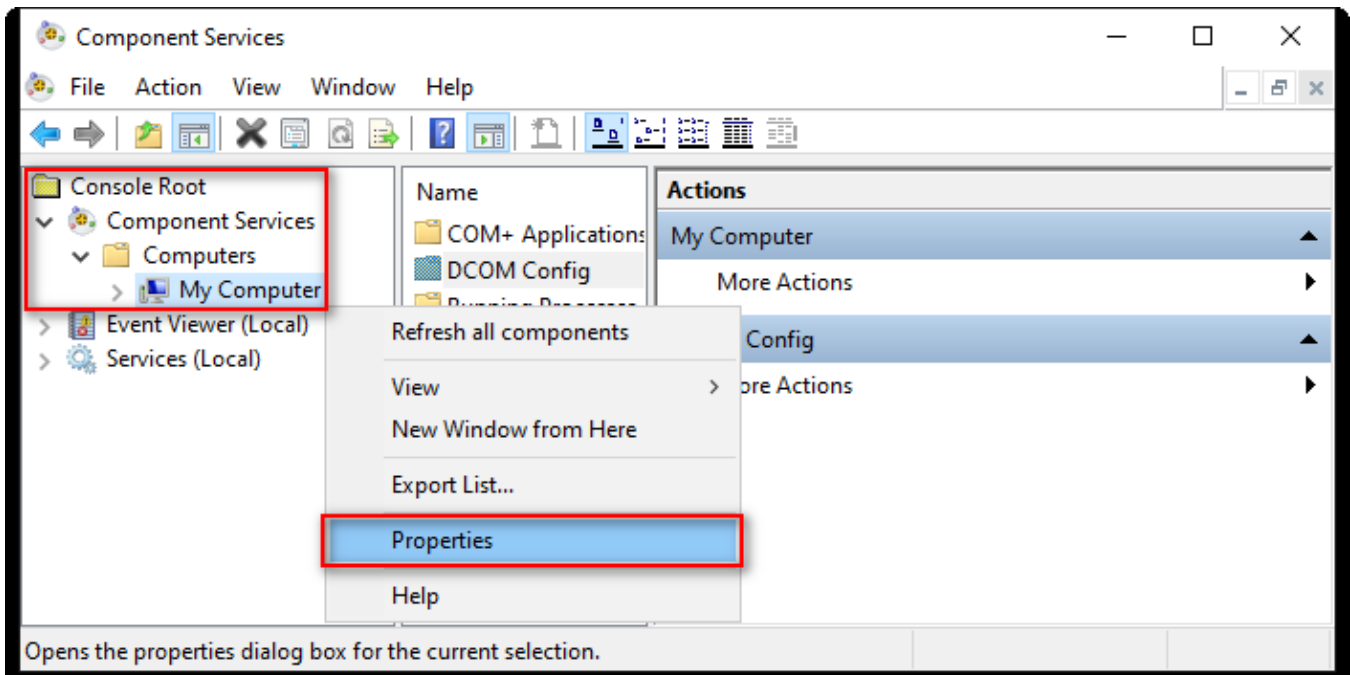 Component Services
File Action View Window Help
Console Root
Component Services
Computers
My Computer
Event Viewer (Local)
Services (Local)
Name
COM+ Applications
DCOM Config
Actions
My Computer
More Actions
Config
ore Actions
Refresh all components
View
New Window from Here
Export List...
Properties
Help
Opens the properties dialog box for the current selection.